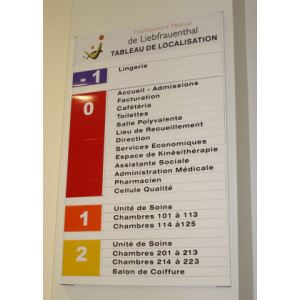 Etablissement Médical
de Liebfrauenthal
TABLEAU DE LOCALISATION
- 1
Lingerie
0
Accueil - Admissions
Facturation
Cafétéria
Toilettes
Salle Polyvalente
Lieu de Recueillement
Direction
Services Economiques
Espace de Kinésithérapie
Assistante Sociale
Administration Médicale
Pharmacien
Cellule Qualité
1
Unité de Soins
Chambres 101 à 113
Chambres 114 à 125
2
Unité de Soins
Chambres 201 à 213
Chambres 214 à 223
Salon de Coiffure